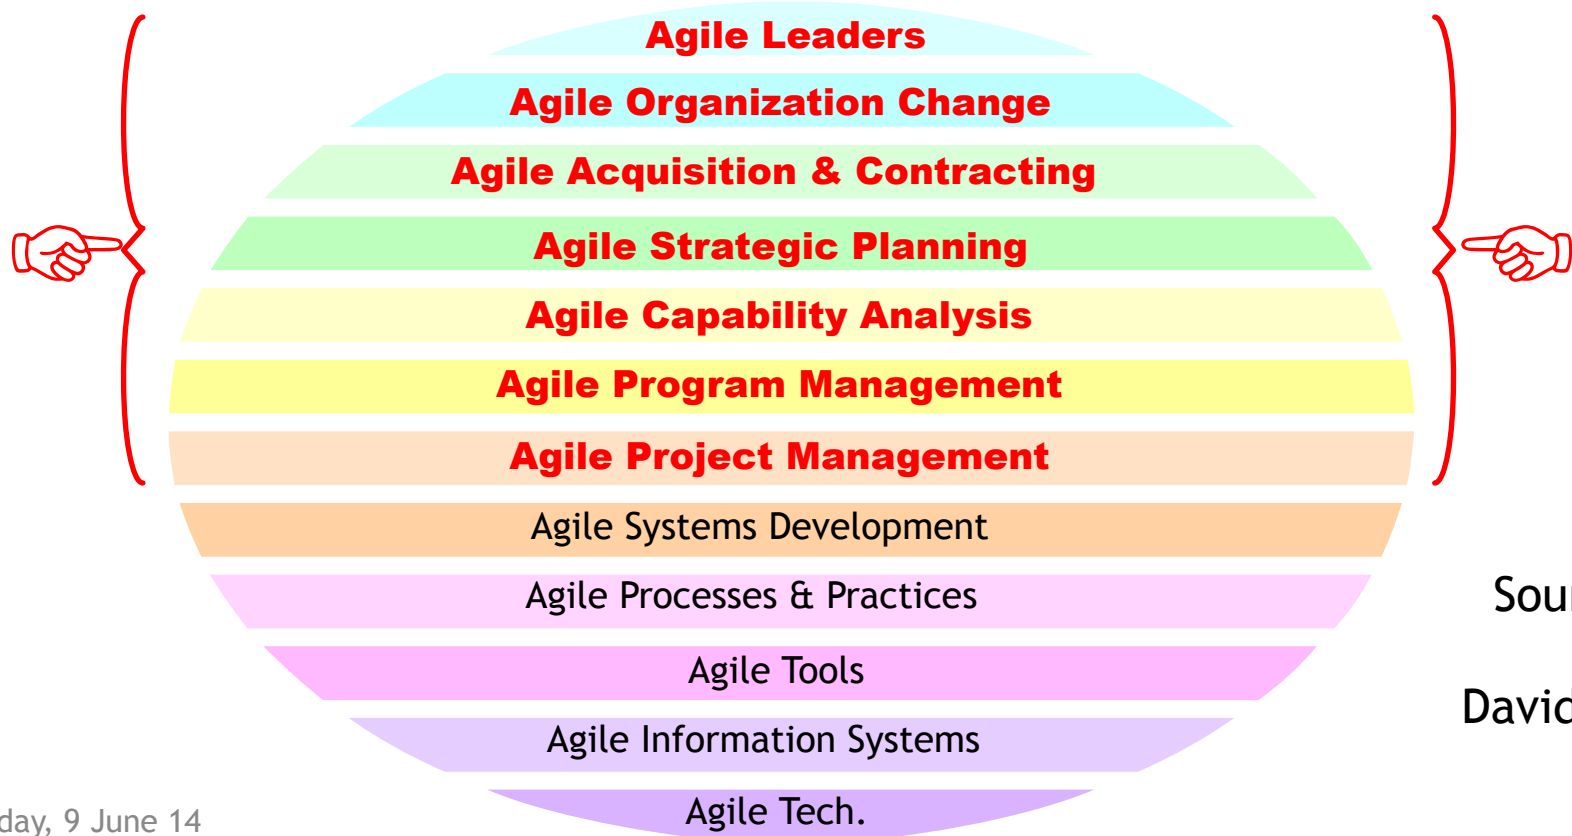 Agile Leaders
Agile Organization Change
Agile Acquisition & Contracting
Agile Strategic Planning
Agile Capability Analysis
Agile Program Management
Agile Project Management
Agile Systems Development
Agile Processes & Practices
Agile Tools
David
Agile Information Systems
Agile Tech.
day, 9 June 14